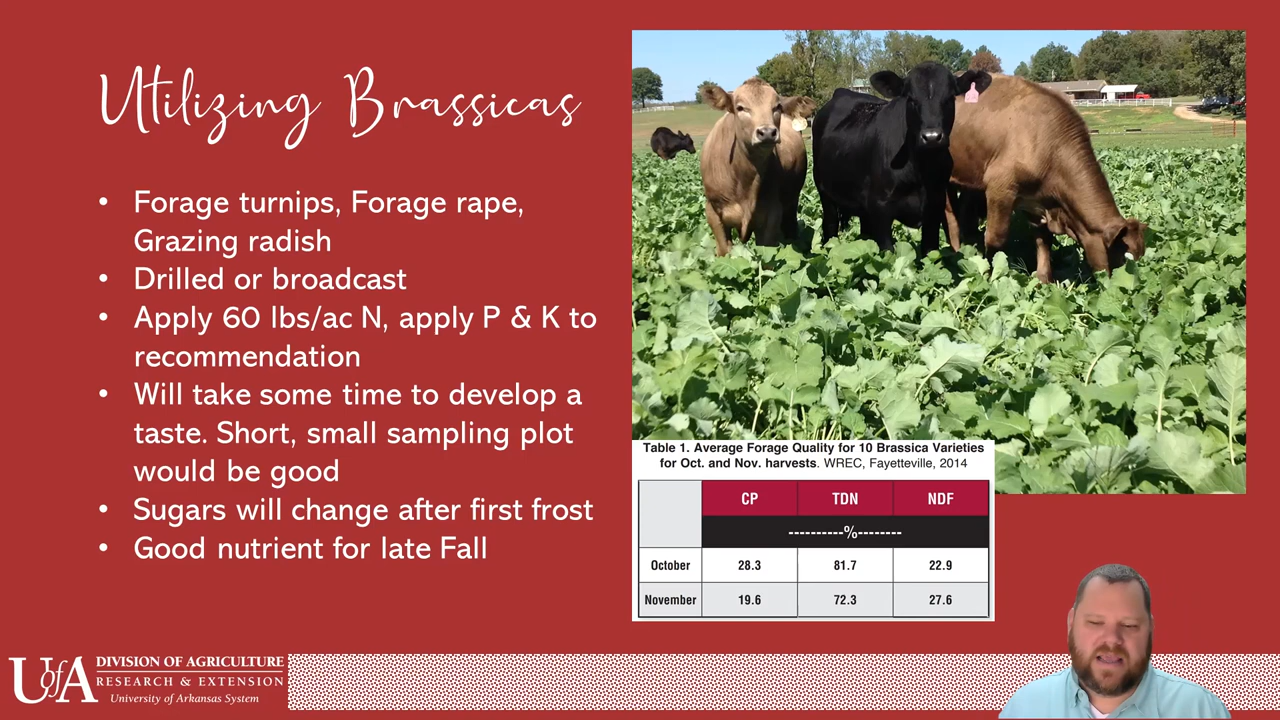 Utilizing Brassicas
• Forage turnips, Forage rape,
Grazing radish
• Drilled or broadcast
• Apply 60 lbs/ac N, apply P & K to
recommendation
• Will take some time to develop a
taste. Short, small sampling plot
would be good
• Sugars will change after first frost
• Good nutrient for late Fall
Table 1. Average Forage Quality for 10 Brassica Varieties
for Oct. and Nov. harvests. WREC, Fayetteville, 2014
CP TDN NDF
----------%--------
October 28.3 81.7 22.9
November 19.6 72.3 27.6
UofA
DIVISION OF AGRICULTURE
RESEARCH & EXTENSION
University of Arkansas System